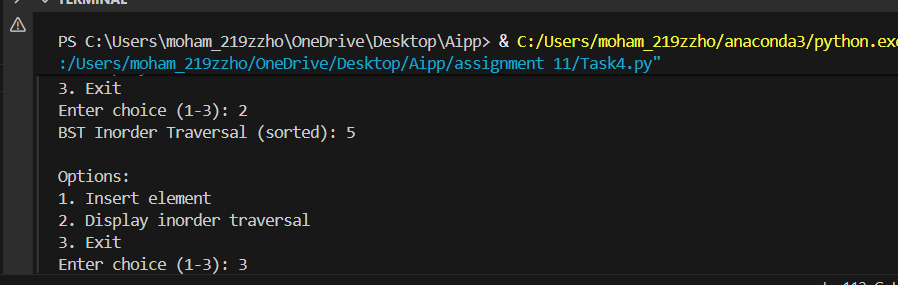 TERMINAL
PS C:\Users\moham_219zzho\OneDrive\Desktop\Aipp> & C:/Users/moham_219zzho/anaconda3/python.exe
:/Users/moham_219zzho/OneDrive/Desktop/Aipp/assignment 11/Task4.py"
3. Exit
Enter choice (1-3): 2
BST Inorder Traversal (sorted): 5
Options:
1. Insert element
2. Display inorder traversal
3. Exit
Enter choice (1-3): 3